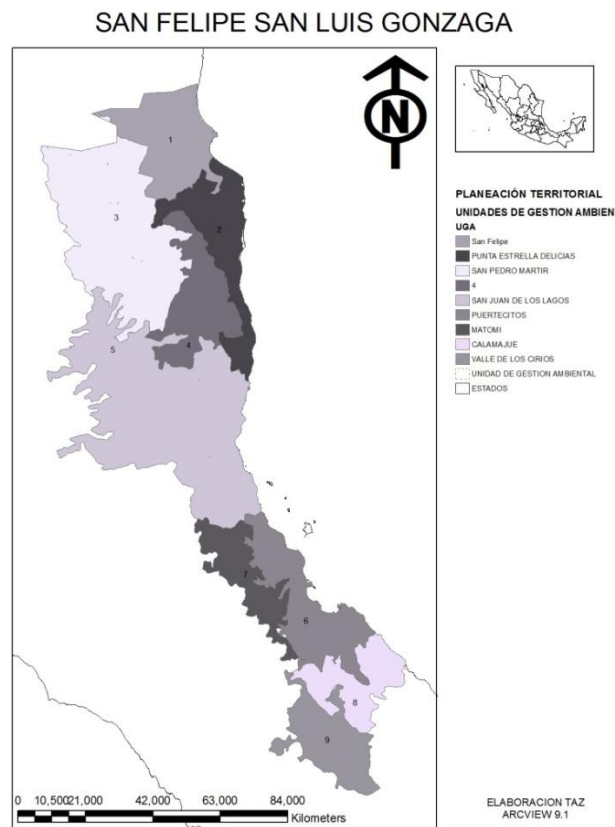 SAN FELIPE SAN LUIS GONZAGA
N
1
2
3
4
5
6
7
8
9
PLANEACIÓN TERRITORIAL
UNIDADES DE GESTION AMBIEN
UGA
San Felipe
PUNTA ESTRELLA DELICIAS
SAN PEDRO MARTIR
4
SAN JUAN DE LOS LAGOS
PUERTECITOS
MATOMI
CALAMAJUE
VALLE DE LOS CIRIOS
UNIDAD DE GESTION AMBIENTAL
ESTADOS
0 10,500 21,000 42,000 63,000 84,000
Kilometers
ELABORACION TAZ
ARCVIEW 9.1